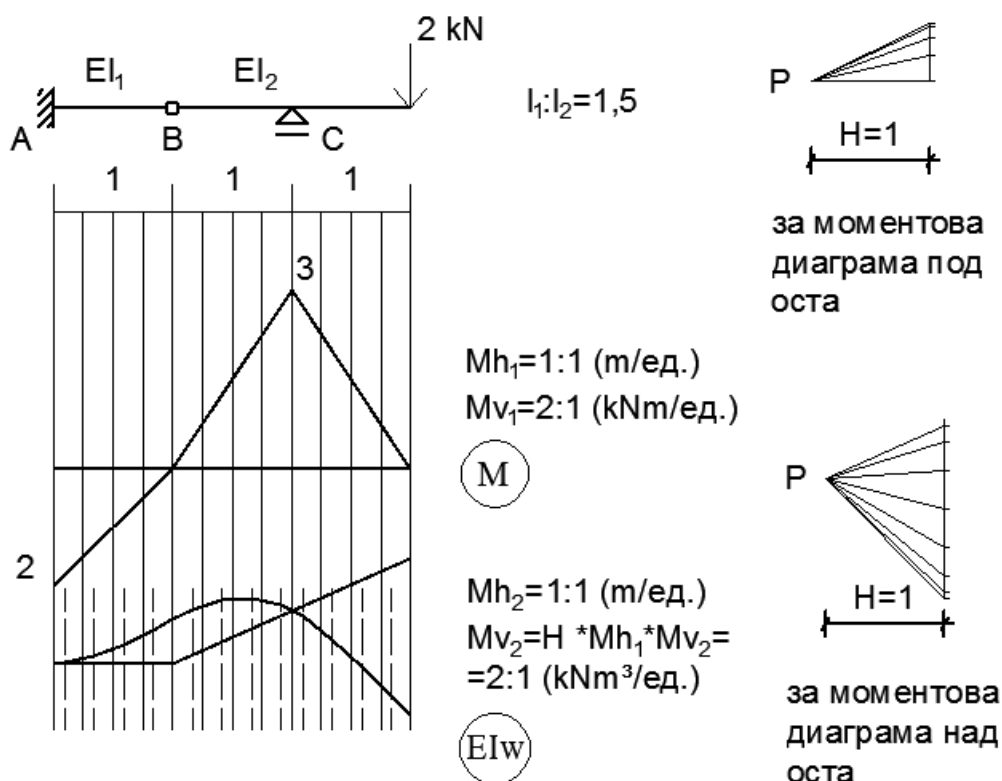 2 kN
EI₁
EI₂
A
B
C
1
1
1
I₁:I₂=1,5
P
H=1
за моментова
диаграма под
оста
3
2
Mh₁=1:1 (m/ед.)
Mv₁=2:1 (kNm/ед.)
M
Mh₂=1:1 (m/ед.)
Mv₂=H *Mh₁*Mv₂=
=2:1 (kNm³/ед.)
EIw
P
H=1
за моментова
диаграма над
оста